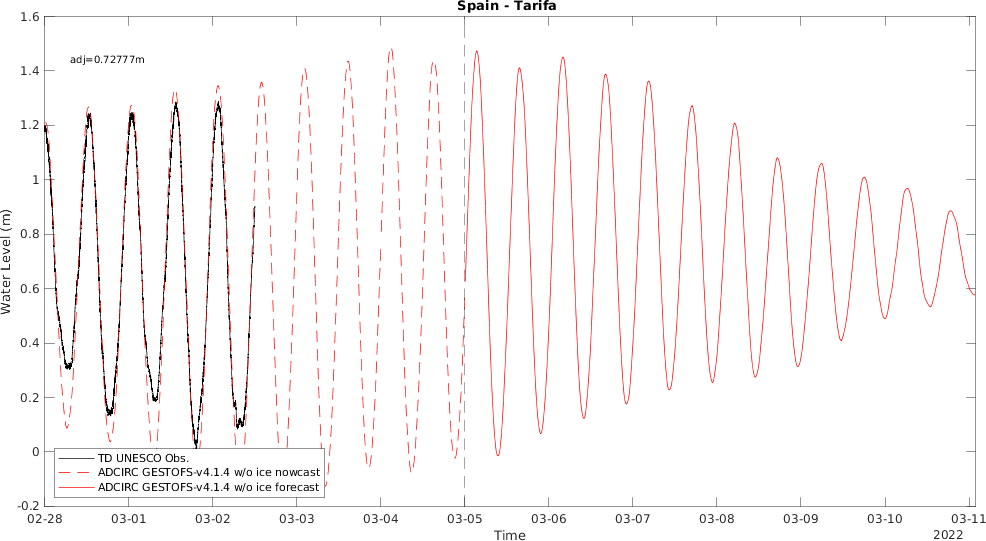 Spain - Tarifa
1.6
adj=0.72777m
1.4
1.2
1
0.8
0.6
0.4
0.2
0
-0.2
Water Level (m)
TD UNESCO Obs.
ADCIRC GESTOFS-v4.1.4 w/o ice nowcast
ADCIRC GESTOFS-v4.1.4 w/o ice forecast
02-28 03-01 03-02 03-03 03-04 03-05 03-06 03-07 03-08 03-09 03-10 03-11
Time
2022